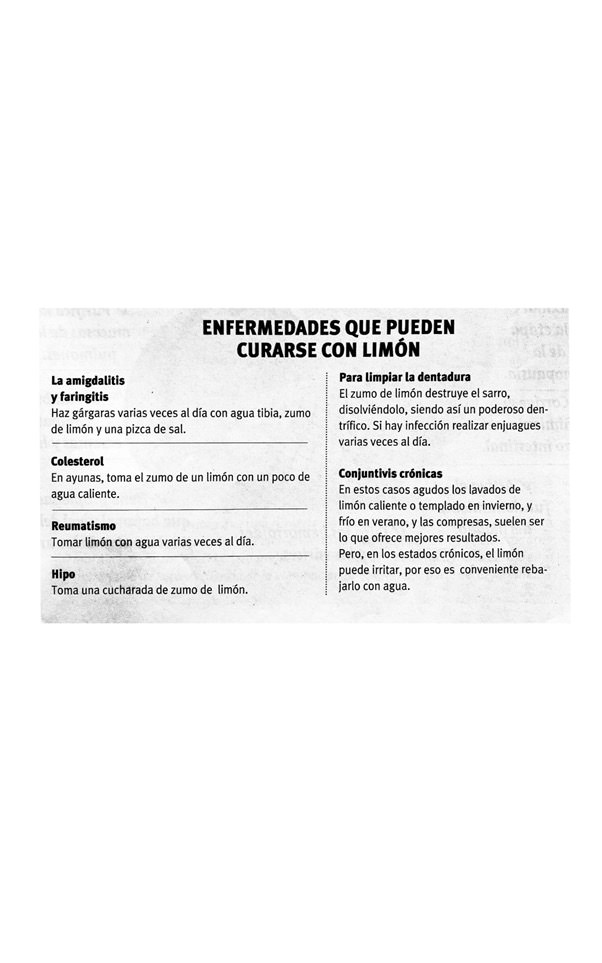 ENFERMEDADES QUE PUEDEN
CURARSE CON LIMÓN
La amigdalitis
y faringitis
Haz gárgaras varias veces al día con agua tibia, zumo
de limón y una pizca de sal.
Colesterol
En ayunas, toma el zumo de un limón con un poco de
agua caliente.
Reumatismo
Tomar limón con agua varias veces al día.
Hipo
Toma una cucharada de zumo de limón.
Para limpiar la dentadura
El zumo de limón destruye el sarro,
disolviéndolo, siendo así un poderoso den-
trífico. Si hay infección realizar enjuagues
varias veces al día.
Conjuntivis crónicas
En estos casos agudos los lavados de
limón caliente o templado en invierno, y
frío en verano, y las compresas, suelen ser
lo que ofrece mejores resultados.
Pero, en los estados crónicos, el limón
puede irritar, por eso es conveniente reba-
jarlo con agua.